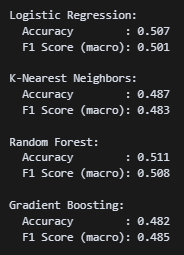 Logistic Regression:
  Accuracy        : 0.507
  F1 Score (macro): 0.501

K-Nearest Neighbors:
  Accuracy        : 0.487
  F1 Score (macro): 0.483

Random Forest:
  Accuracy        : 0.511
  F1 Score (macro): 0.508

Gradient Boosting:
  Accuracy        : 0.482
  F1 Score (macro): 0.485